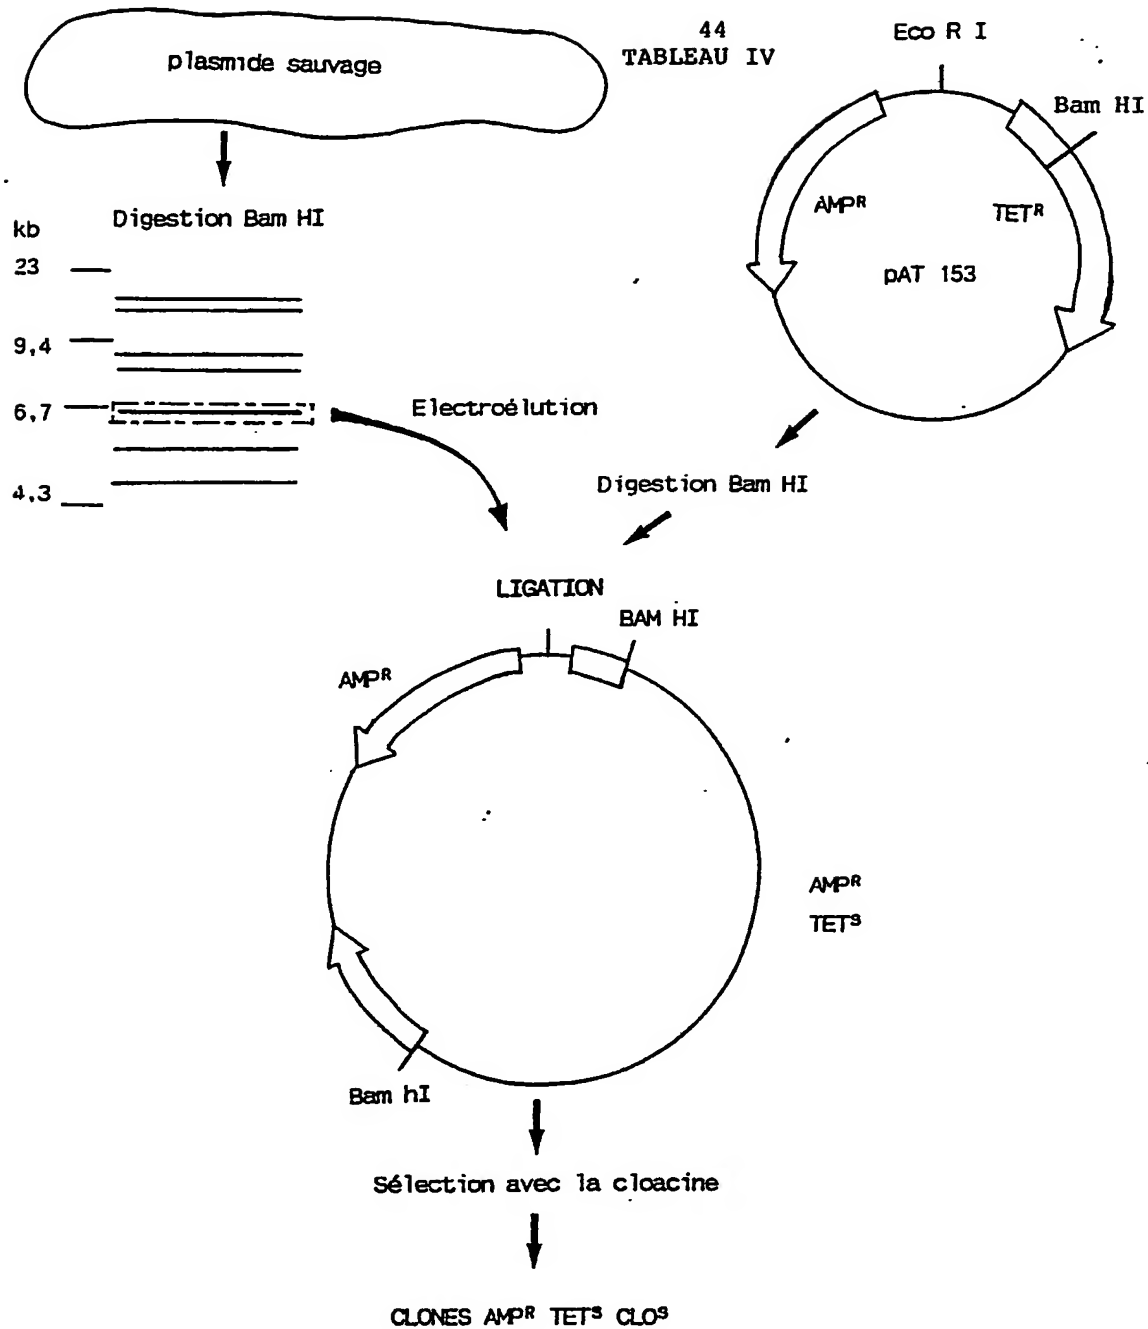 44
TABLEAU IV
plasmide sauvage
Eco R I
Bam HI
AMPR
TETR
pAT 153
Digestion Bam HI
kb
23
9,4
6,7
4,3
Electroélution
Digestion Bam HI
LIGATION
BAM HI
AMPR
AMPR
TETS
Bam hI
Sélection avec la cloacine
CLONES AMPR TETS CLOS